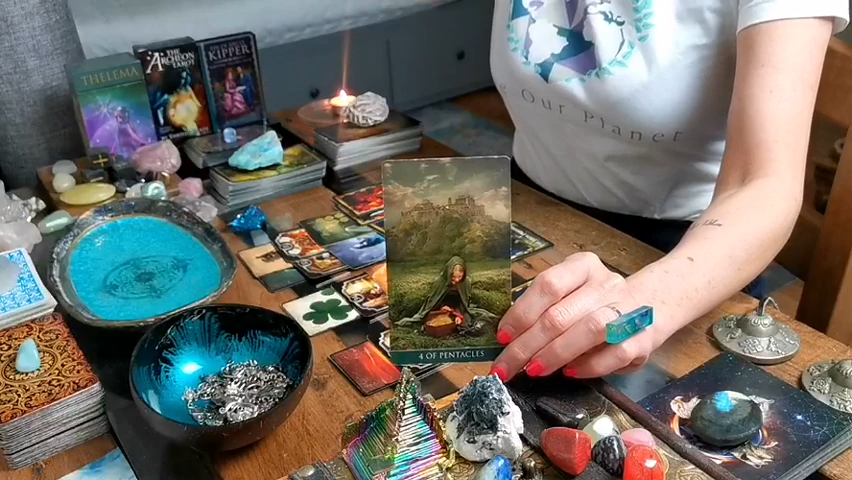 THELEMA
THE
ARCHEON
TAROT
KIPPER
Our Planet
4 OF PENTACLES